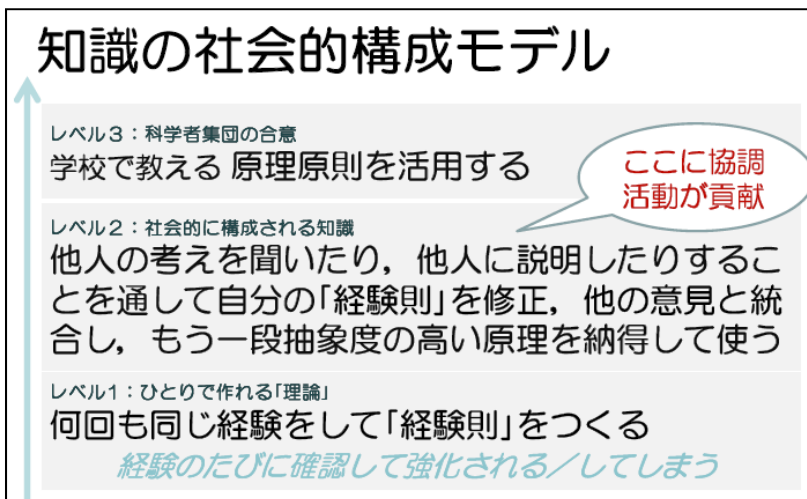 知識の社会的構成モデル
レベル3：科学者集団の合意
学校で教える 原理原則を活用する
ここに協調
活動が貢献
レベル2：社会的に構成される知識
他人の考えを聞いたり，他人に説明したりするこ
とを通して自分の「経験則」を修正，他の意見と統
合し，もう一段抽象度の高い原理を納得して使う
レベル1：ひとりで作れる「理論」
何回も同じ経験をして「経験則」をつくる
経験のたびに確認して強化される／してしまう